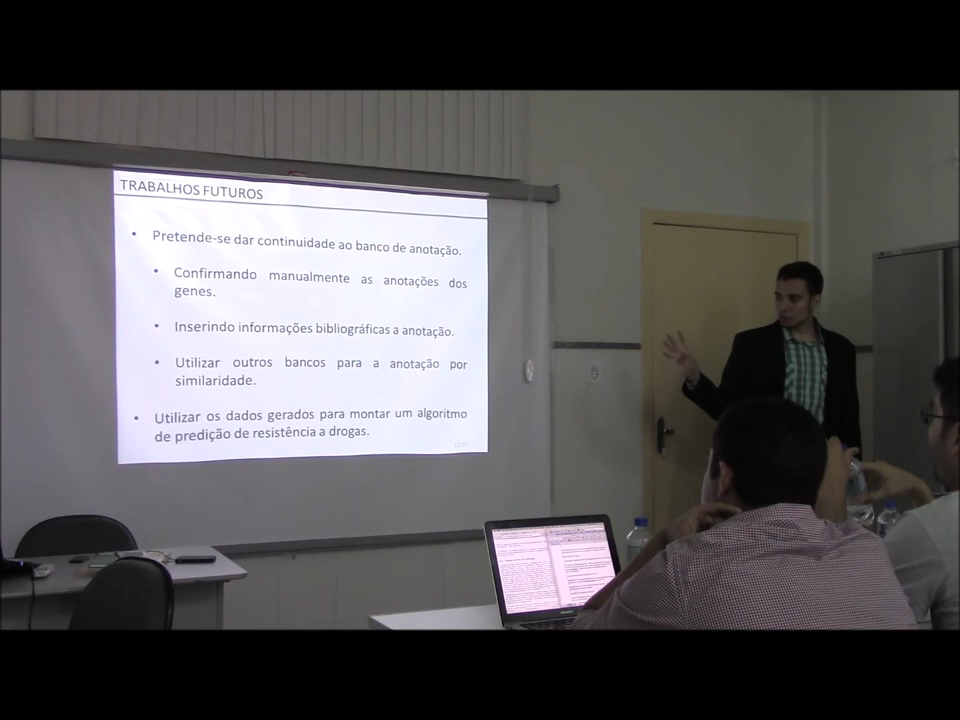 TRABALHOS FUTUROS
• Pretende-se dar continuidade ao banco de anotação.
• Confirmando manualmente as anotações dos
genes.
• Inserindo informações bibliográficas a anotação.
• Utilizar outros bancos para a anotação por
similaridade.
• Utilizar os dados gerados para montar um algoritmo
de predição de resistência a drogas.